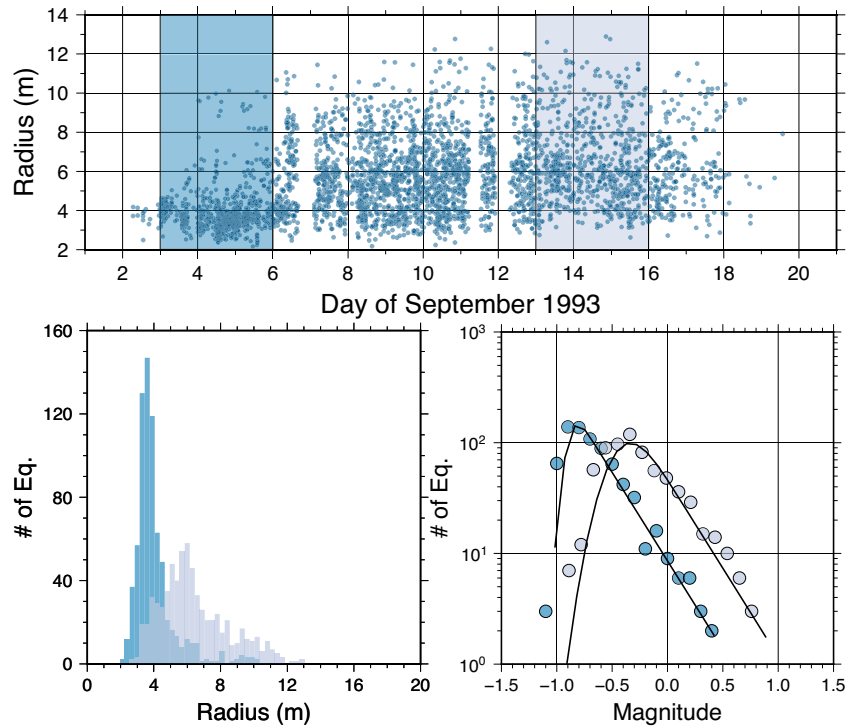 14
12
10
8
6
4
2
Radius (m)
2 4 6 8 10 12 14 16 18 20
Day of September 1993
160
120
80
40
0
# of Eq.
0 4 8 12 16 20
Radius (m)
10³
10²
10¹
10⁰
# of Eq.
−1.5 −1.0 −0.5 0.0 0.5 1.0 1.5
Magnitude